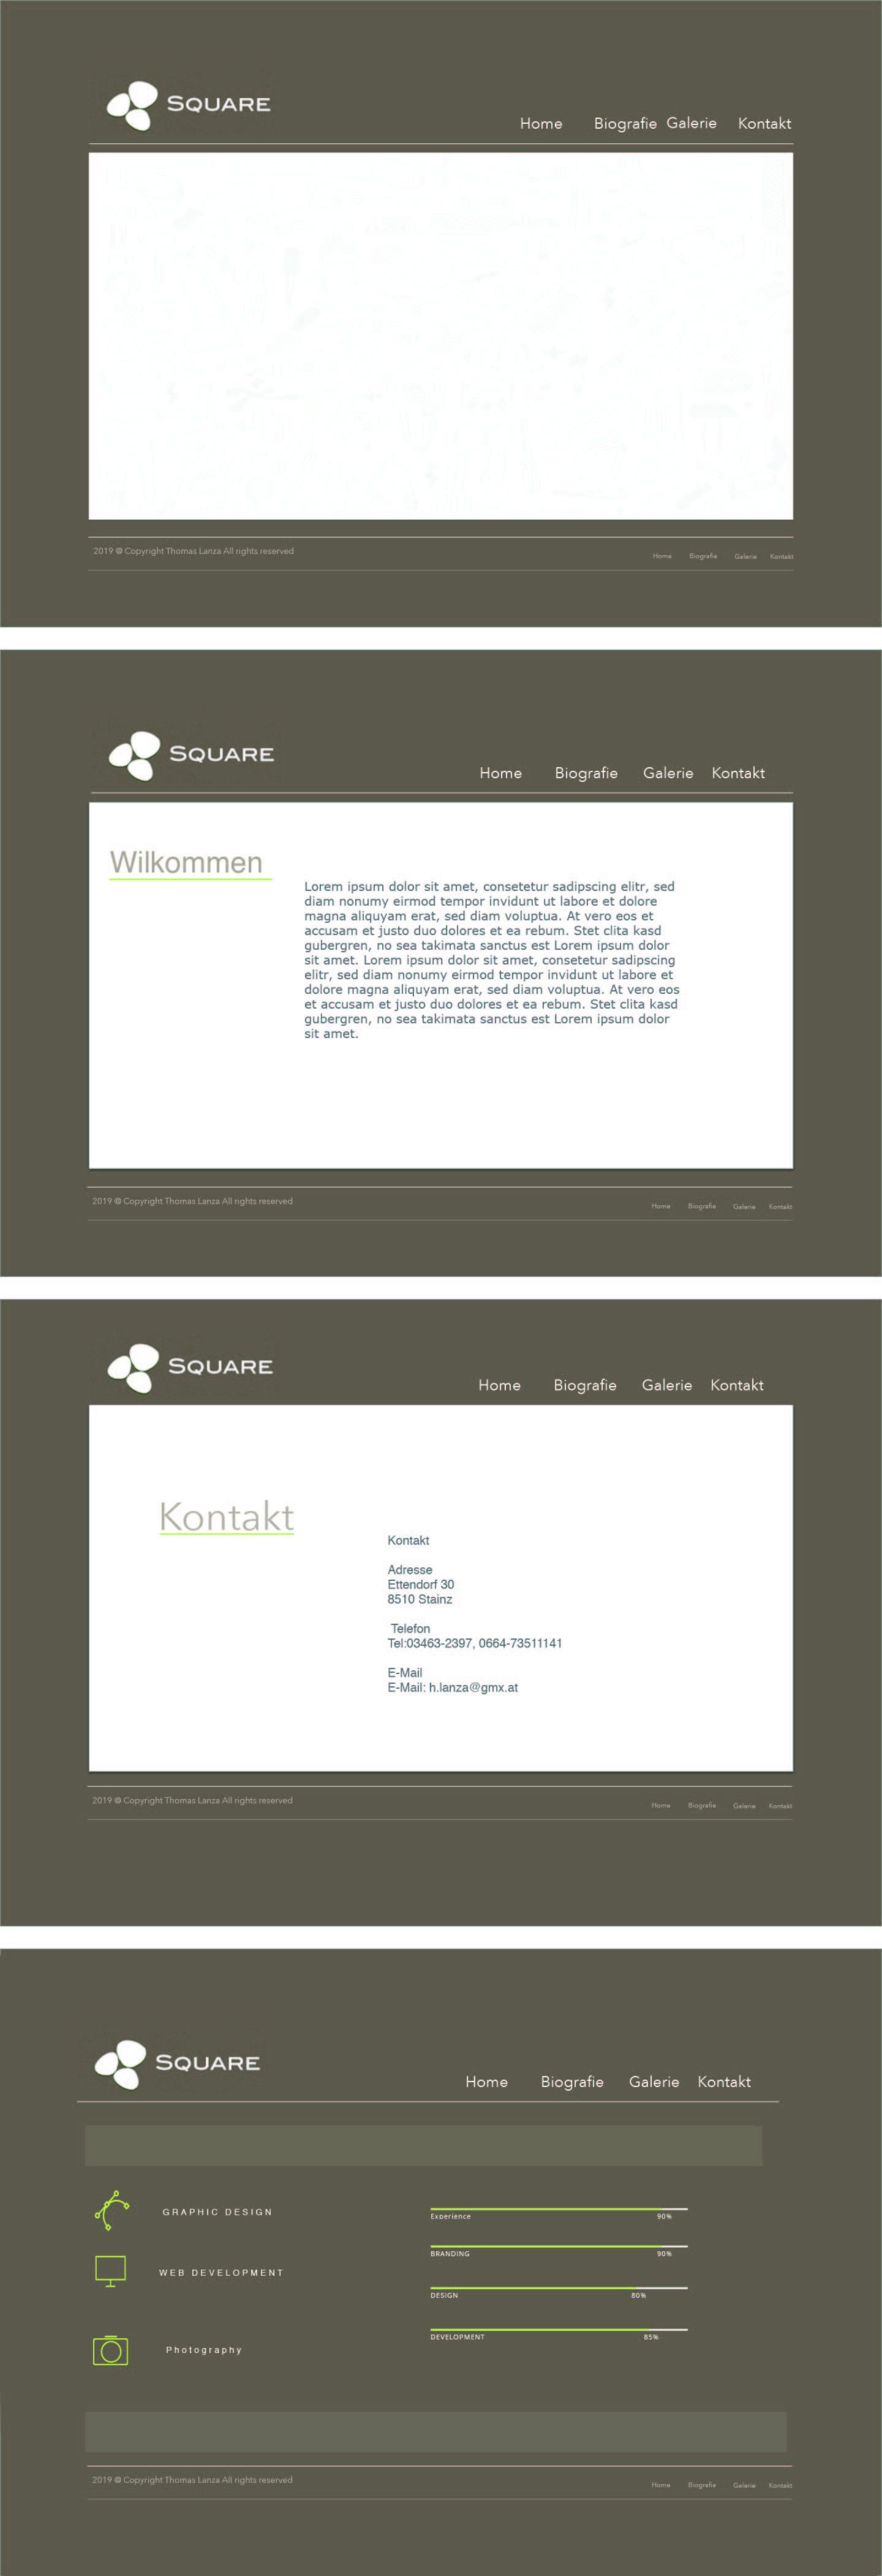 SQUARE
Home Biografie Galerie Kontakt
2019 @ Copyright Thomas Lanza All rights reserved
Home Biografie Galerie Kontakt
SQUARE
Home Biografie Galerie Kontakt
Wilkommen
Lorem ipsum dolor sit amet, consetetur sadipscing elitr, sed
diam nonumy eirmod tempor invidunt ut labore et dolore
magna aliquyam erat, sed diam voluptua. At vero eos et
accusam et justo duo dolores et ea rebum. Stet clita kasd
gubergren, no sea takimata sanctus est Lorem ipsum dolor
sit amet. Lorem ipsum dolor sit amet, consetetur sadipscing
elitr, sed diam nonumy eirmod tempor invidunt ut labore et
dolore magna aliquyam erat, sed diam voluptua. At vero eos
et accusam et justo duo dolores et ea rebum. Stet clita kasd
gubergren, no sea takimata sanctus est Lorem ipsum dolor
sit amet.
2019 @ Copyright Thomas Lanza All rights reserved
Home Biografie Galerie Kontakt
SQUARE
Home Biografie Galerie Kontakt
Kontakt
Kontakt
Adresse
Ettendorf 30
8510 Stainz
Telefon
Tel:03463-2397, 0664-73511141
E-Mail
E-Mail: h.lanza@gmx.at
2019 @ Copyright Thomas Lanza All rights reserved
Home Biografie Galerie Kontakt
SQUARE
Home Biografie Galerie Kontakt
GRAPHIC DESIGN
WEB DEVELOPMENT
Photography
Experience 90%
BRANDING 90%
DESIGN 80%
DEVELOPMENT 85%
2019 @ Copyright Thomas Lanza All rights reserved
Home Biografie Galerie Kontakt